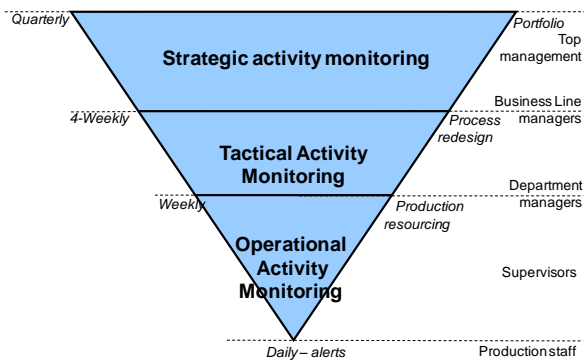 Quarterly
Portfolio
Top
management
Strategic activity monitoring
Business Line
managers
4-Weekly
Process
redesign
Tactical Activity
Monitoring
Department
managers
Weekly
Production
resourcing
Operational
Activity
Monitoring
Supervisors
Daily – alerts
Production staff